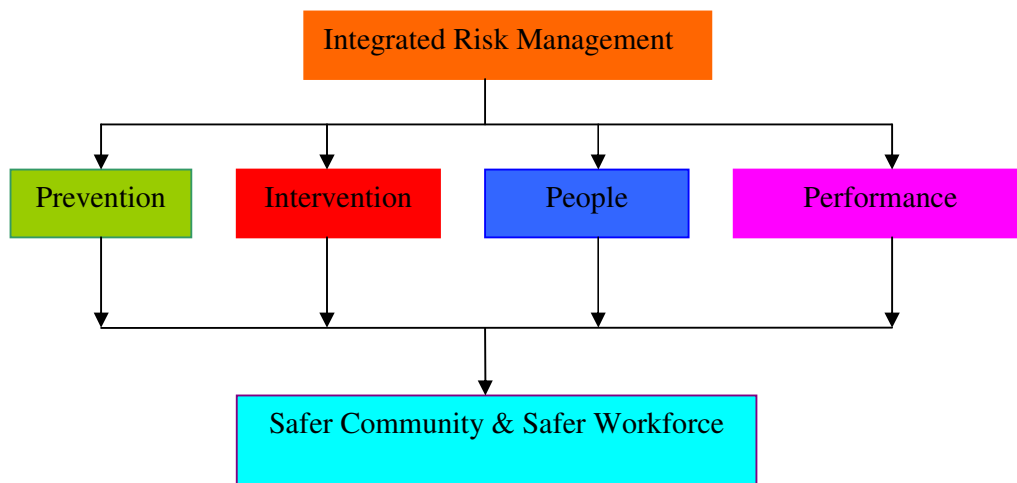 Integrated Risk Management
Prevention
Intervention
People
Performance
Safer Community & Safer Workforce